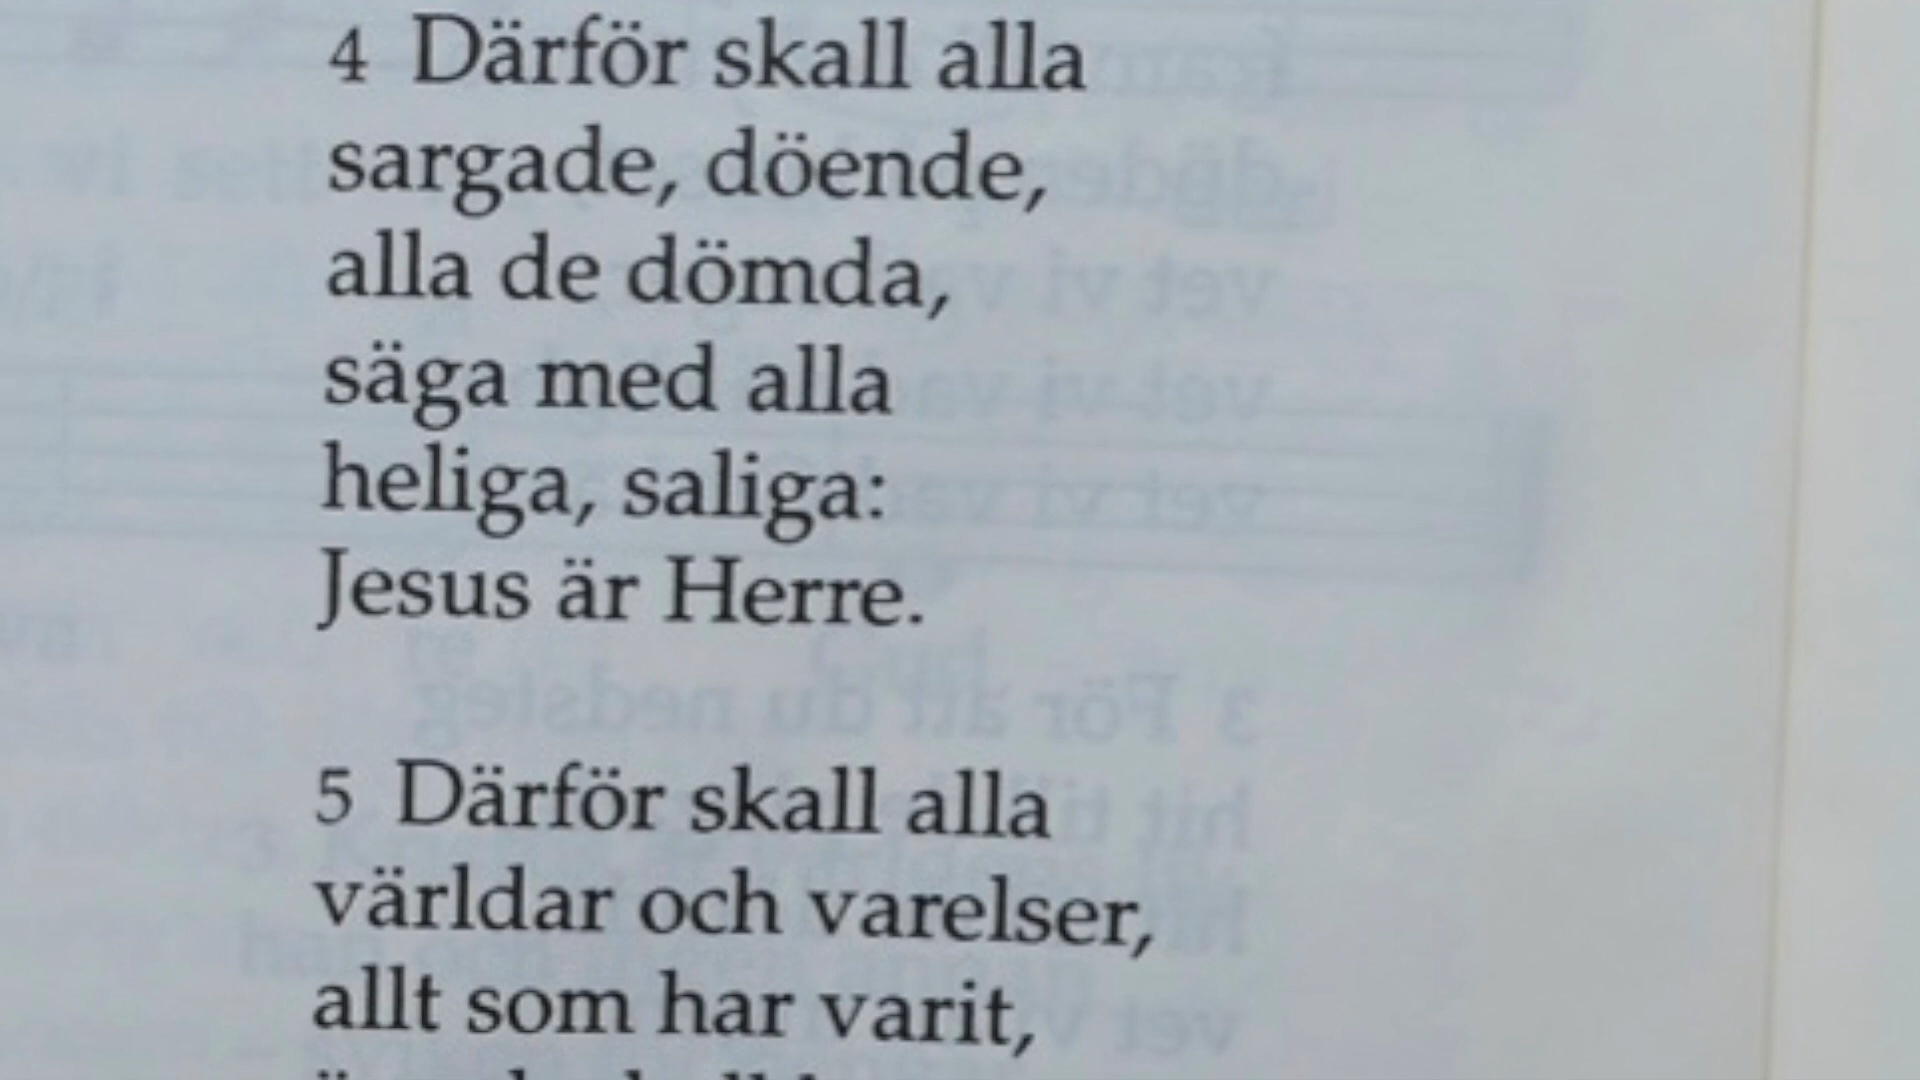 4 Därför skall alla
sargade, döende,
alla de dömda,
säga med alla
heliga, saliga:
Jesus är Herre.
5 Därför skall alla
världar och varelser,
allt som har varit,